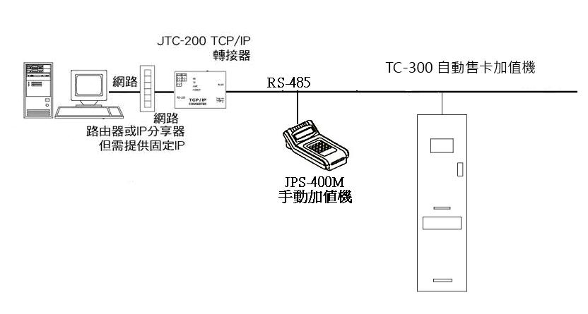 JTC-200 TCP/IP
轉接器
網路
網路
路由器或IP分享器
但需提供固定IP
TCP/IP
RS-485
JPS-400M
手動加值機
TC-300 自動售卡加值機